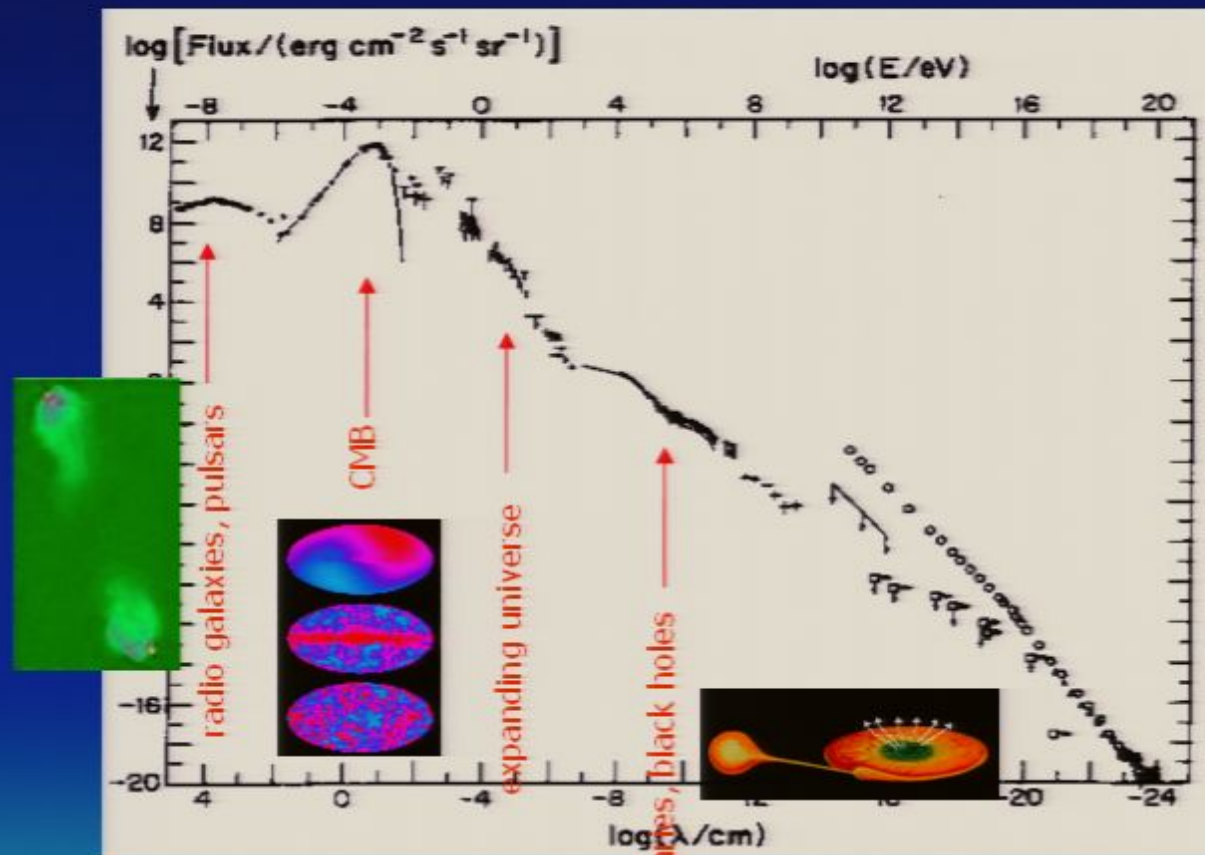 log[Flux/(erg cm⁻² s⁻¹ sr⁻¹)]
log(E/eV)
-8 -4 0 4 8 12 16 20
12
8
4
-16
-20
4 0 -4 -8 -20 -24
log(λ/cm)
radio galaxies, pulsars
CMB
expanding universe
black holes